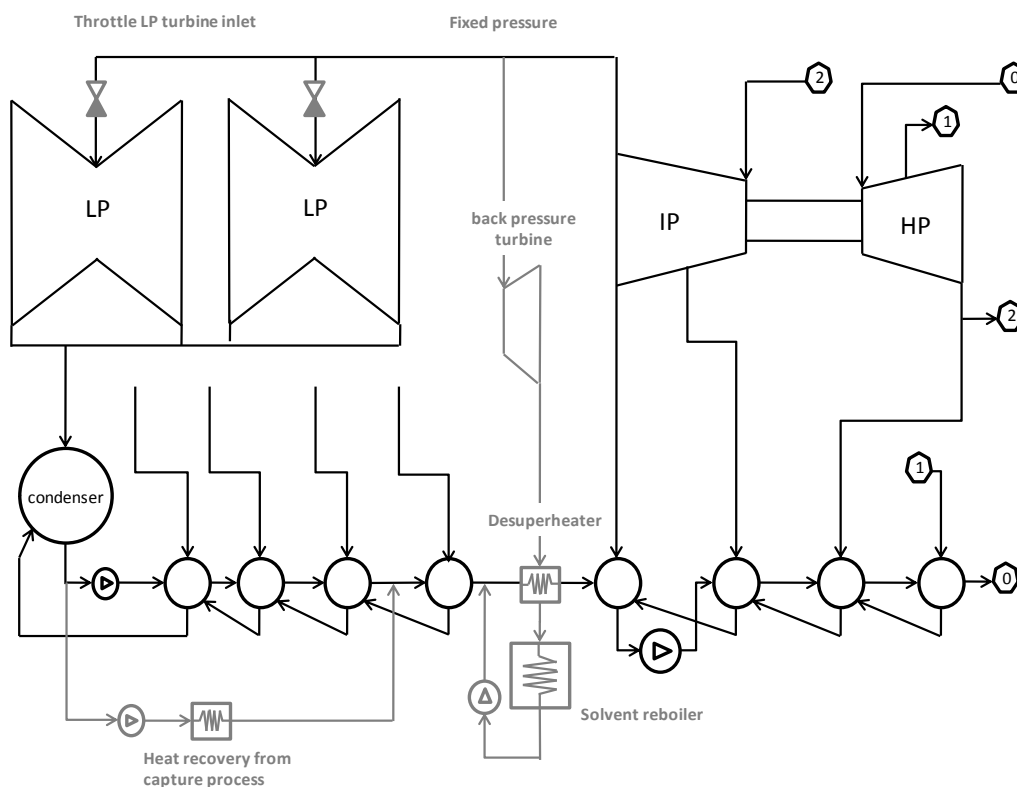 Throttle LP turbine inlet
Fixed pressure
2
0
1
LP
LP
back pressure
turbine
IP
HP
2
condenser
1
Desuperheater
0
Solvent reboiler
Heat recovery from
capture process